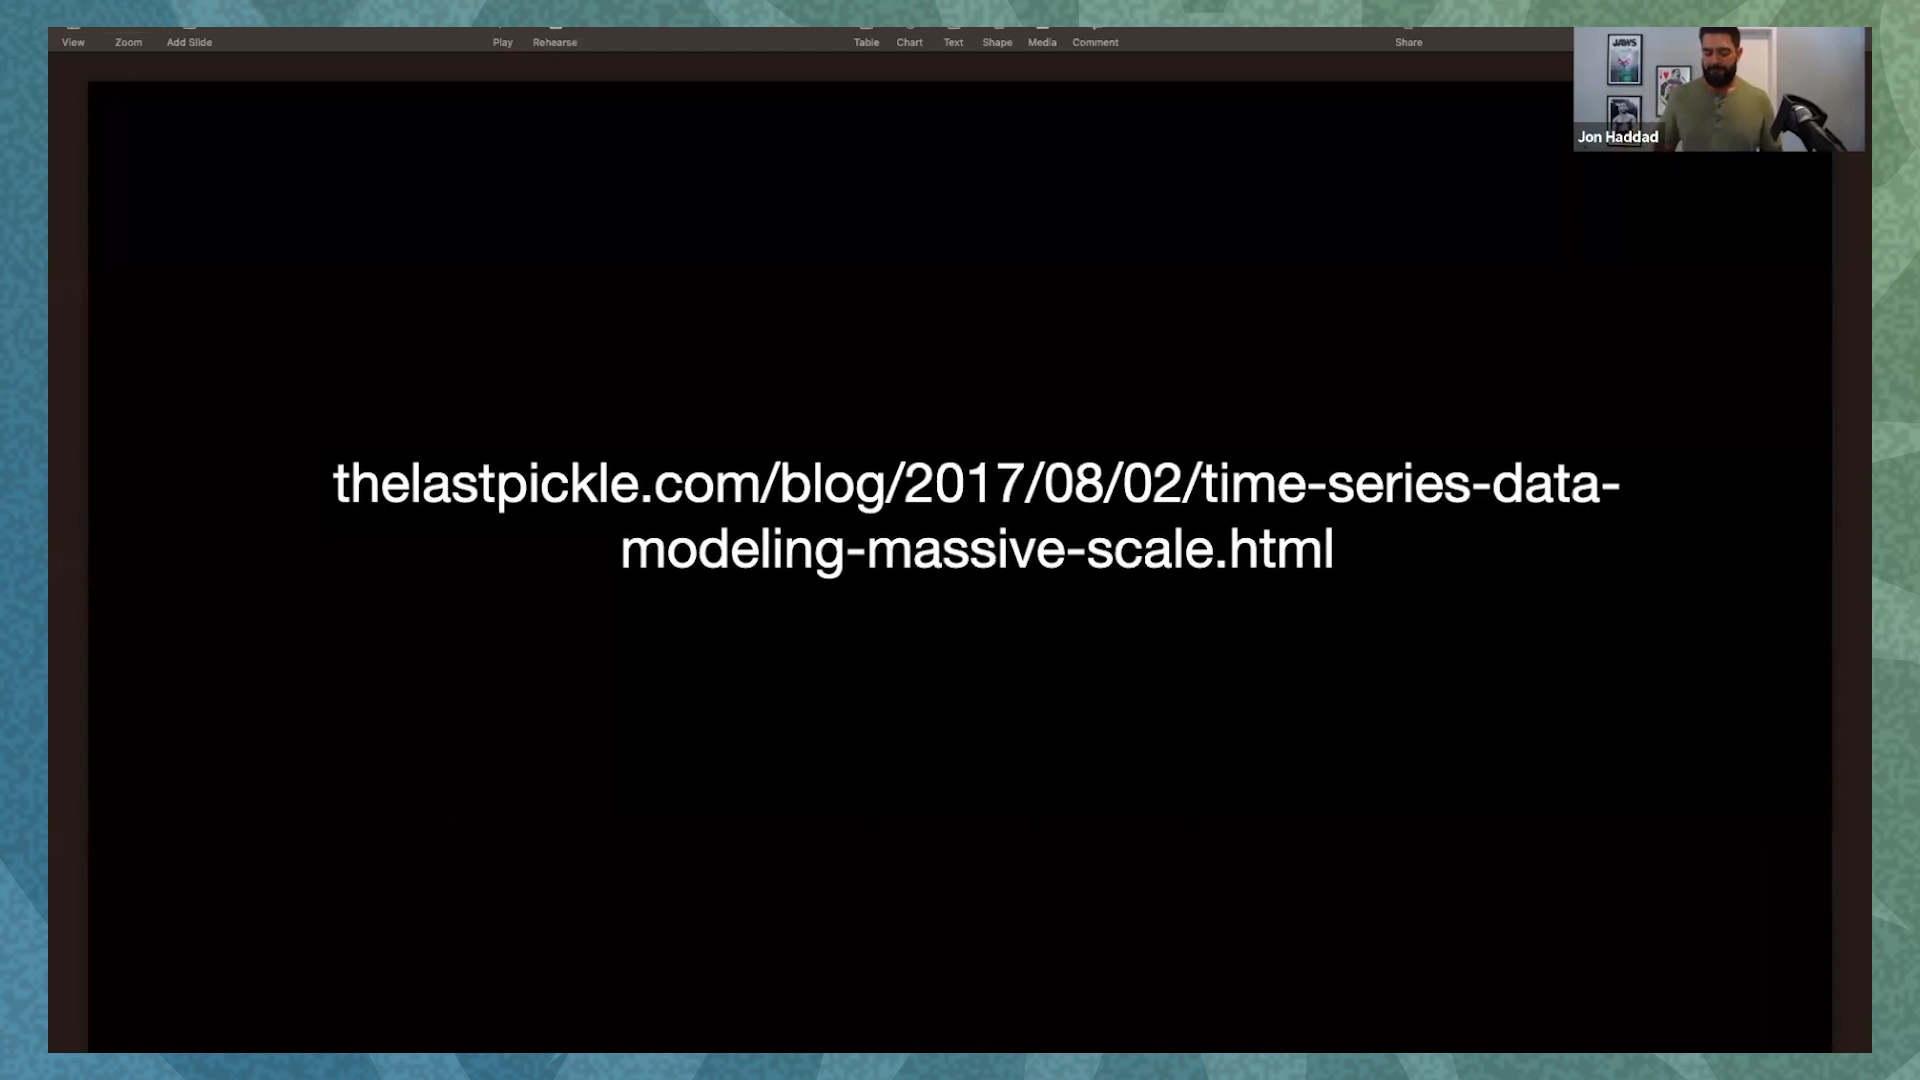 View
Zoom
Add Slide
Play
Rehearse
Table
Chart
Text
Shape
Media
Comment
Share
JAWS
Jon Haddad
thelastpickle.com/blog/2017/08/02/time-series-data-
modeling-massive-scale.html